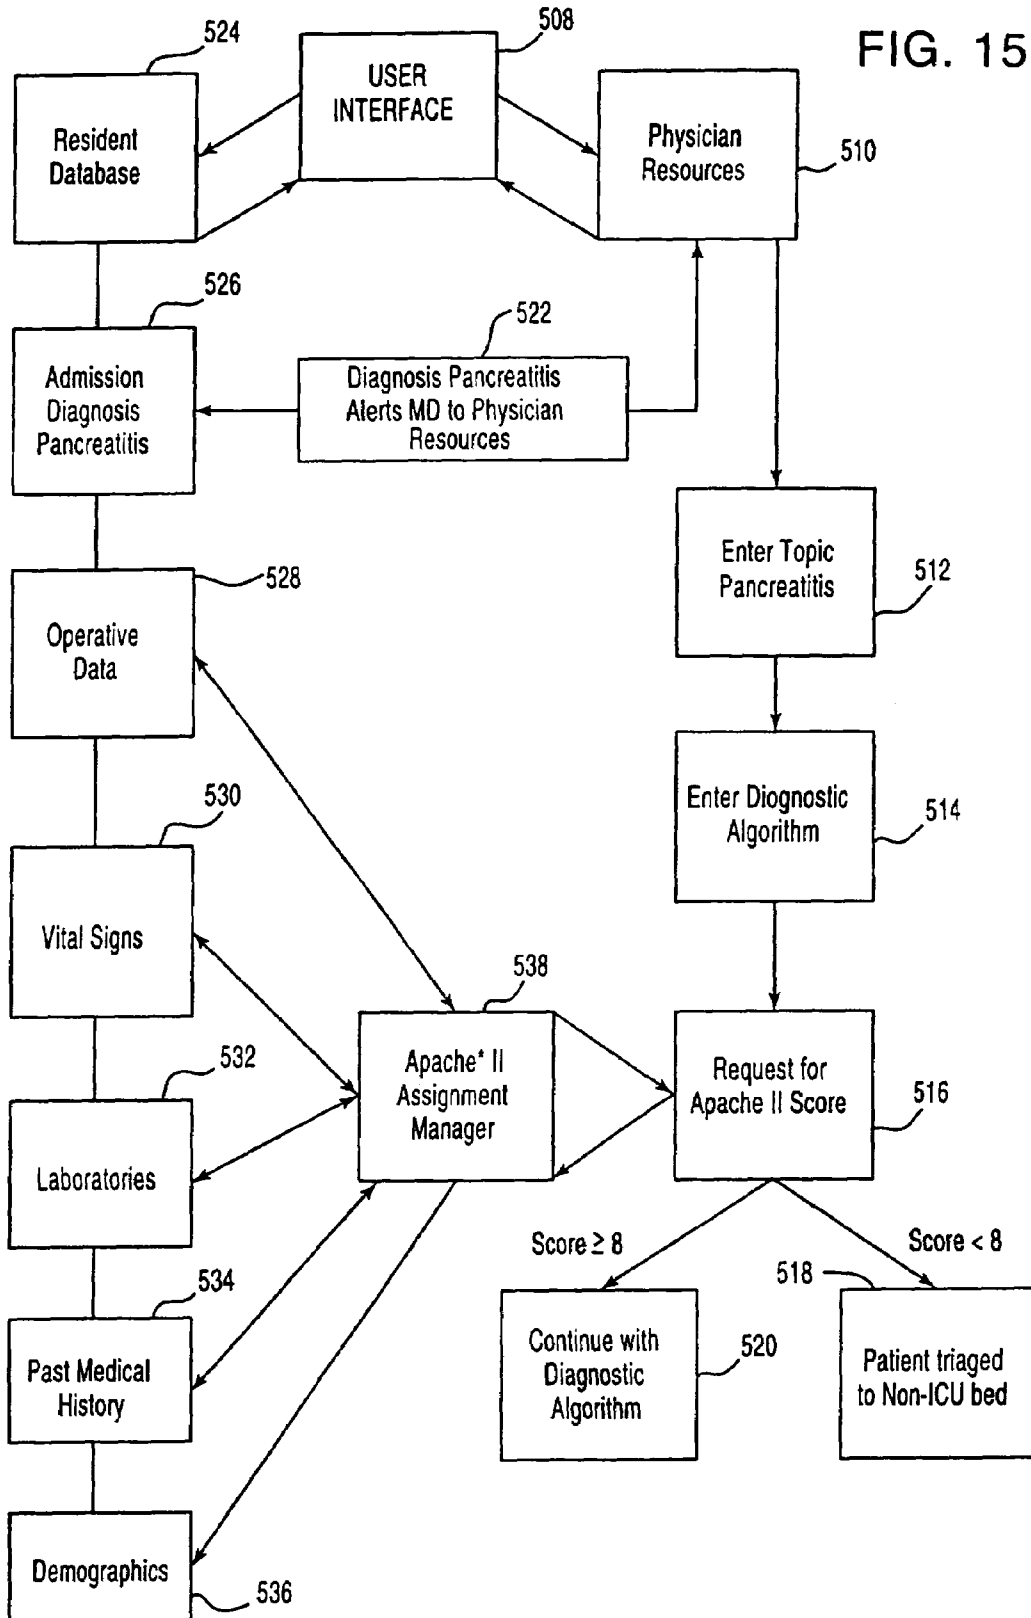 FIG. 15
524
508
USER
INTERFACE
Resident
Database
Physician
Resources
510
526
522
Admission
Diagnosis
Pancreatitis
Diagnosis Pancreatitis
Alerts MD to Physician
Resources
528
Operative
Data
Enter Topic
Pancreatitis
512
530
Vital Signs
Enter Diognostic
Algorithm
514
538
532
Apache* II
Assignment
Manager
Request for
Apache II Score
516
Laboratories
Score ≥ 8
Score < 8
534
518
Past Medical
History
Continue with
Diagnostic
Algorithm
520
Patient triaged
to Non-ICU bed
Demographics
536